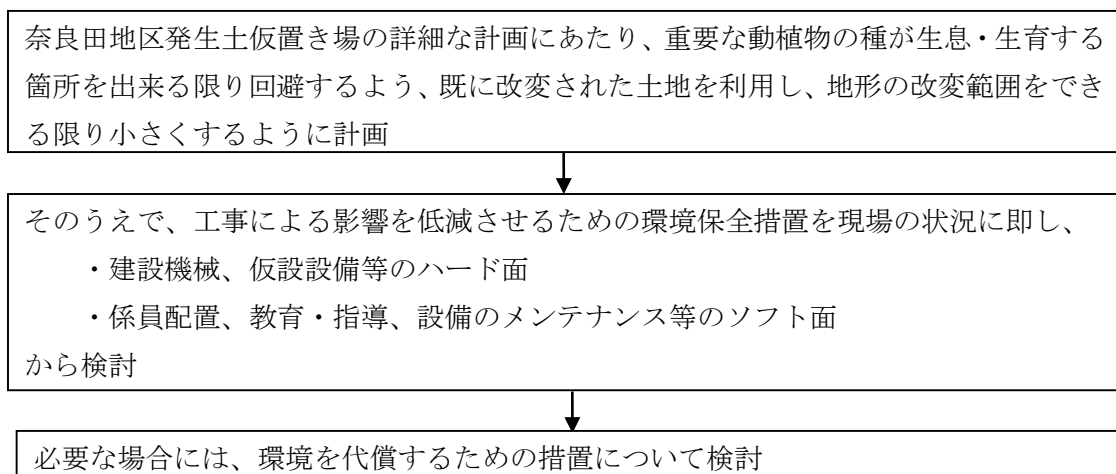 奈良田地区発生土仮置き場の詳細な計画にあたり、重要な動植物の種が生息・生育する
箇所を出来る限り回避するよう、既に改変された土地を利用し、地形の改変範囲をでき
る限り小さくするように計画
そのうえで、工事による影響を低減させるための環境保全措置を現場の状況に即し、
・建設機械、仮設設備等のハード面
・係員配置、教育・指導、設備のメンテナンス等のソフト面
から検討
必要な場合には、環境を代償するための措置について検討